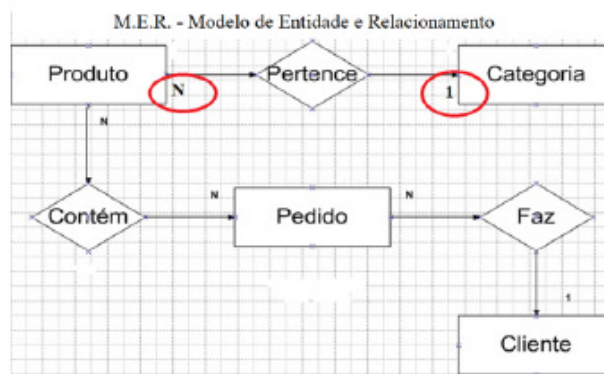 M.E.R. - Modelo de Entidade e Relacionamento
Produto
Pertence
Categoria
N
1
N
Contém
N
Pedido
N
Faz
1
Cliente